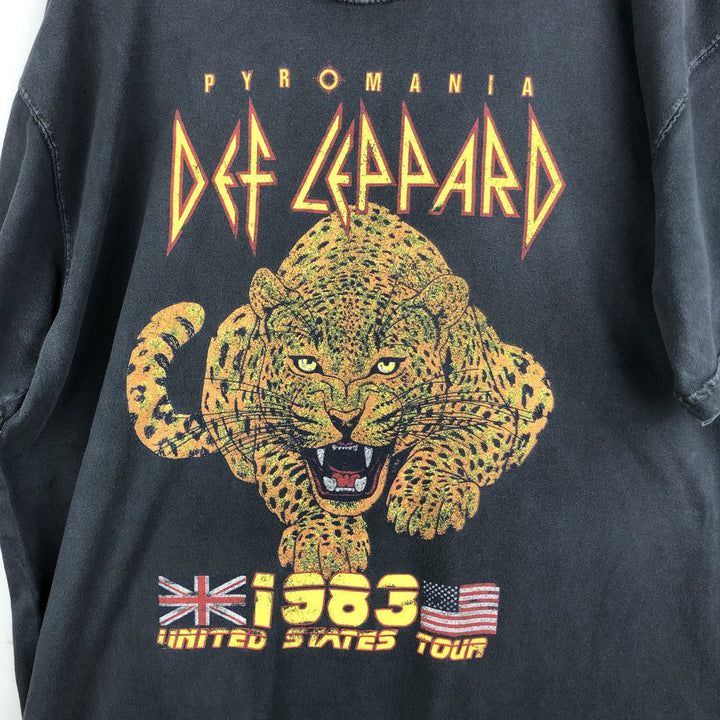 PYROMANIA
DEF LEPPARD
1983
UNITED STATES TOUR